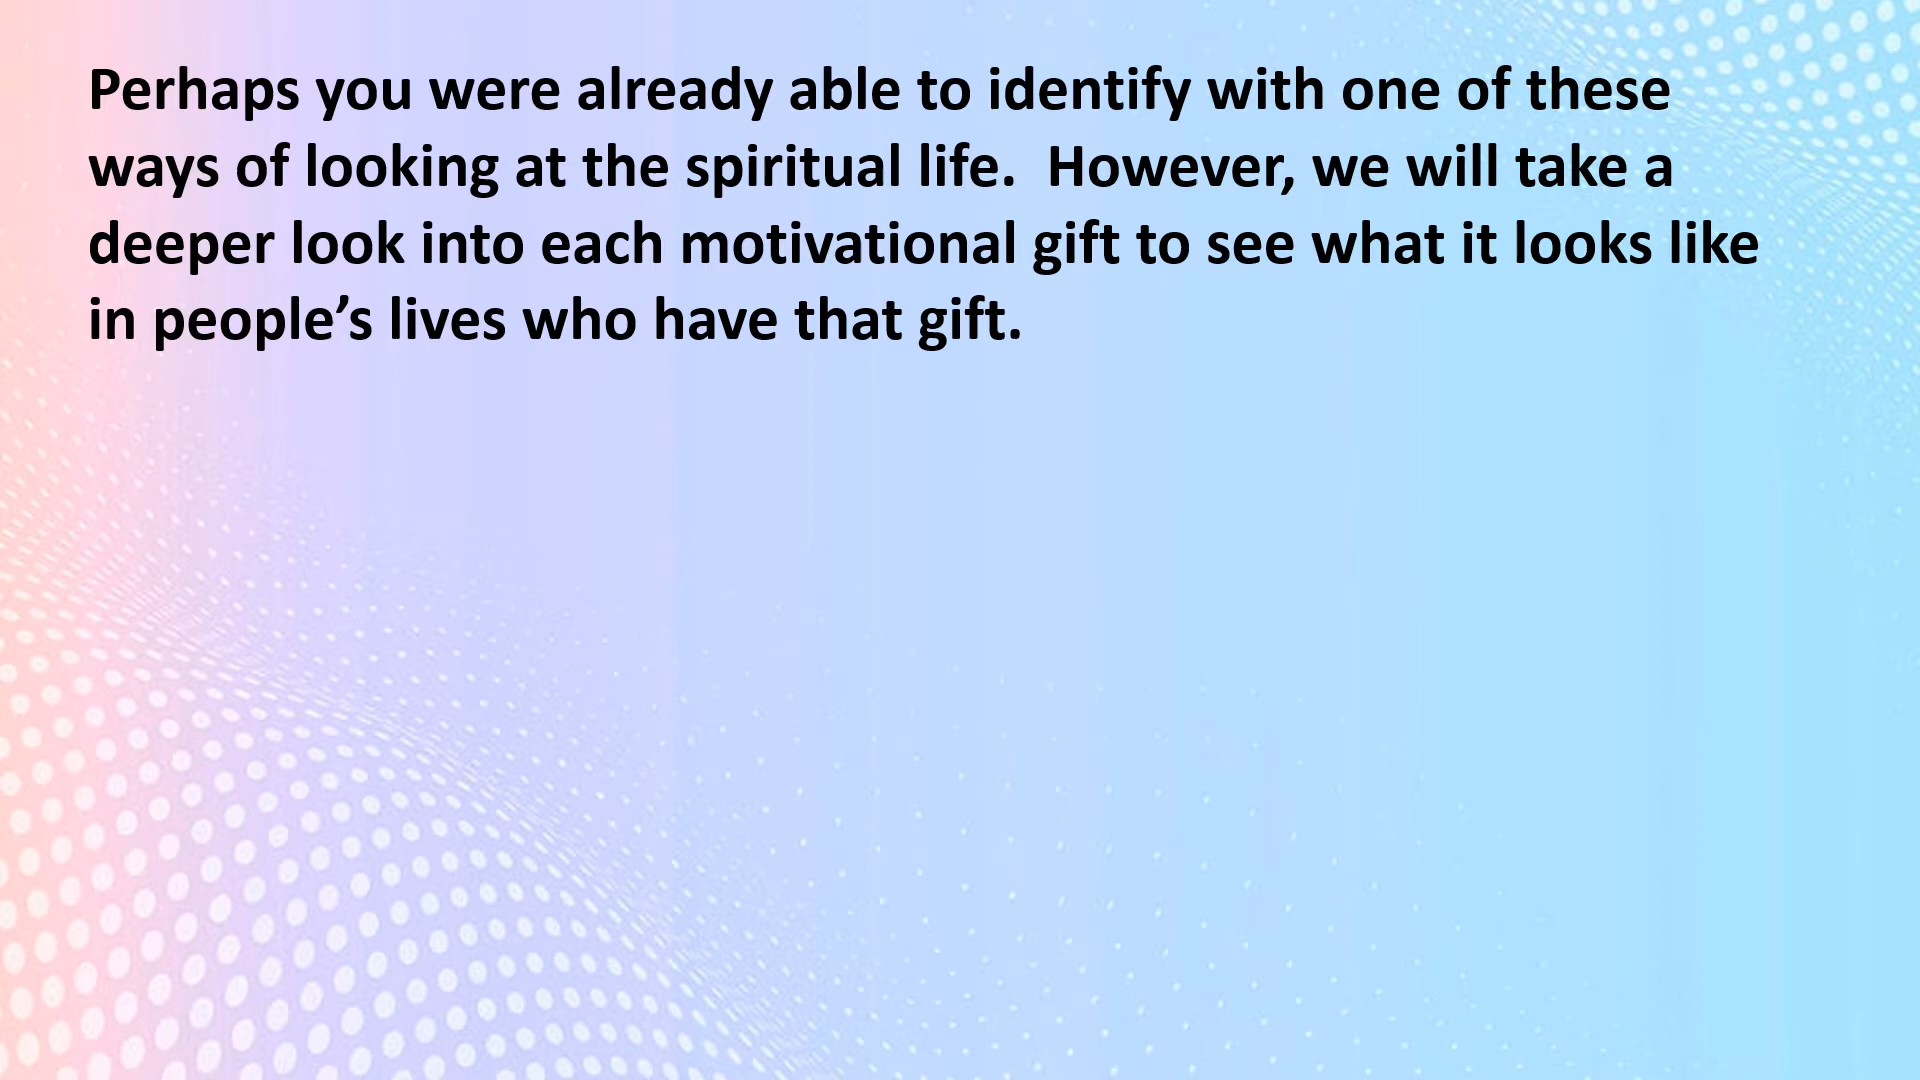 Perhaps you were already able to identify with one of these
ways of looking at the spiritual life.  However, we will take a
deeper look into each motivational gift to see what it looks like
in people’s lives who have that gift.